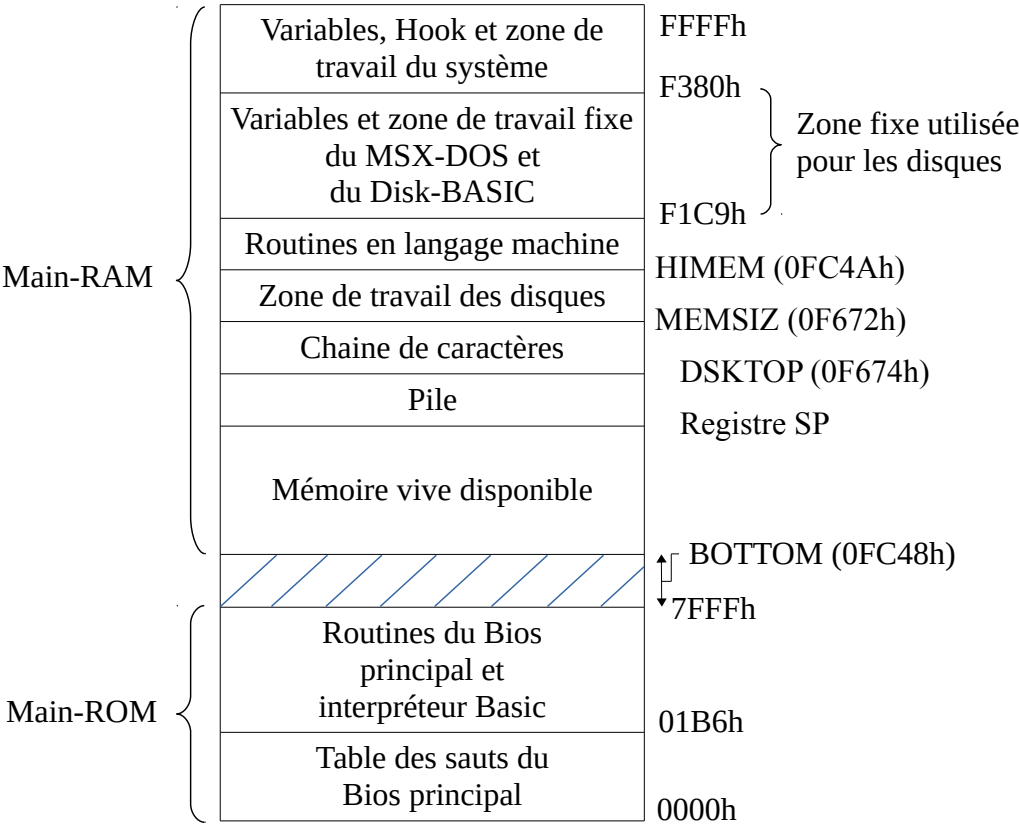 Variables, Hook et zone de
travail du système
FFFFh
F380h
Variables et zone de travail fixe
du MSX-DOS et
du Disk-BASIC
Zone fixe utilisée
pour les disques
F1C9h
Routines en langage machine
Main-RAM
HIMEM (0FC4Ah)
Zone de travail des disques
MEMSIZ (0F672h)
Chaine de caractères
DSKTOP (0F674h)
Pile
Registre SP
Mémoire vive disponible
BOTTOM (0FC48h)
7FFFh
Routines du Bios
principal et
interpréteur Basic
Main-ROM
01B6h
Table des sauts du
Bios principal
0000h